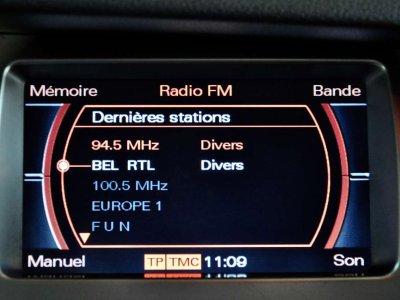 Mémoire Radio FM Bande
Dernières stations
94.5 MHz Divers
BEL RTL Divers
100.5 MHz
EUROPE 1
F U N
Manuel TP TMC 11:09 Son